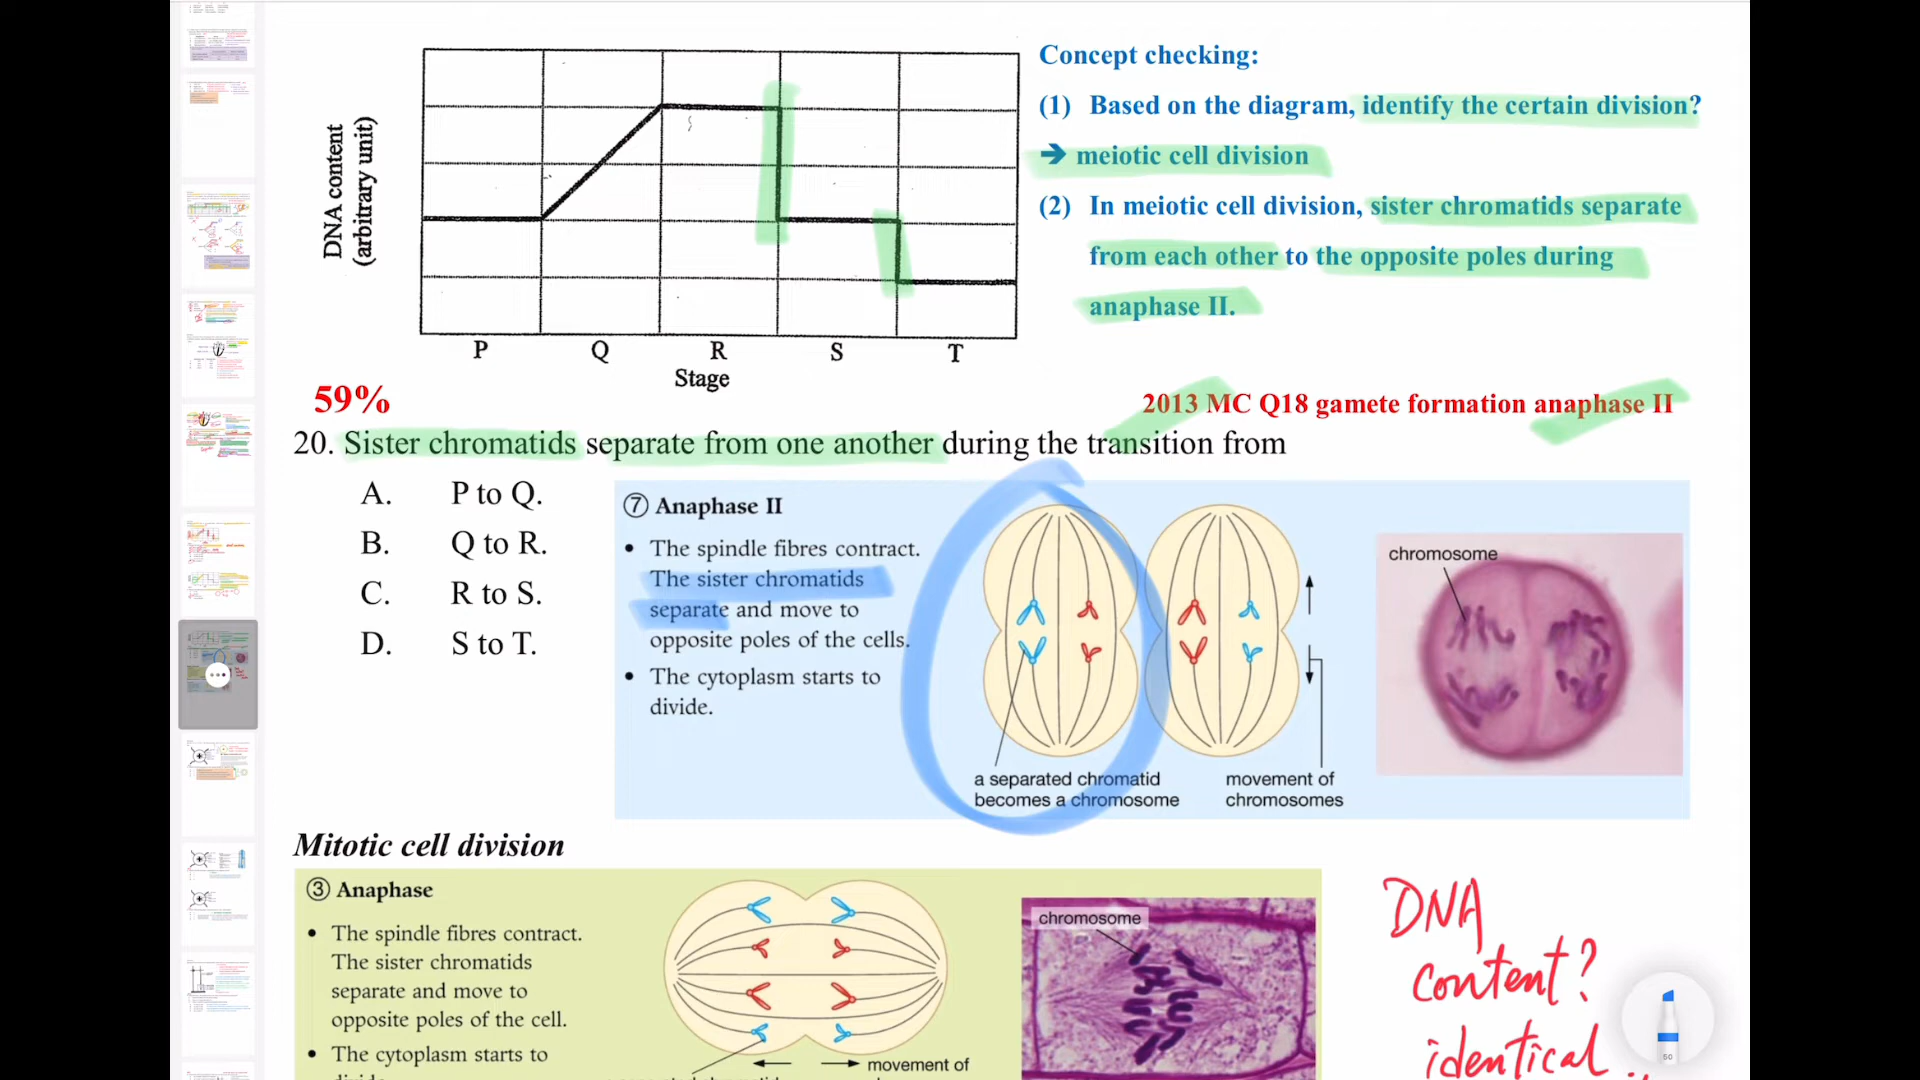 DNA content
(arbitrary unit)
P Q R S T
Stage
Concept checking:
(1) Based on the diagram, identify the certain division?
➔ meiotic cell division
(2) In meiotic cell division, sister chromatids separate
from each other to the opposite poles during
anaphase II.
59%
2013 MC Q18 gamete formation anaphase II
20. Sister chromatids separate from one another during the transition from
A. P to Q.
B. Q to R.
C. R to S.
D. S to T.
⑦ Anaphase II
• The spindle fibres contract.
The sister chromatids
separate and move to
opposite poles of the cells.
• The cytoplasm starts to
divide.
a separated chromatid
becomes a chromosome
movement of
chromosomes
chromosome
Mitotic cell division
③ Anaphase
• The spindle fibres contract.
The sister chromatids
separate and move to
opposite poles of the cell.
• The cytoplasm starts to
movement of
chromosome
DNA
content?
identical
50